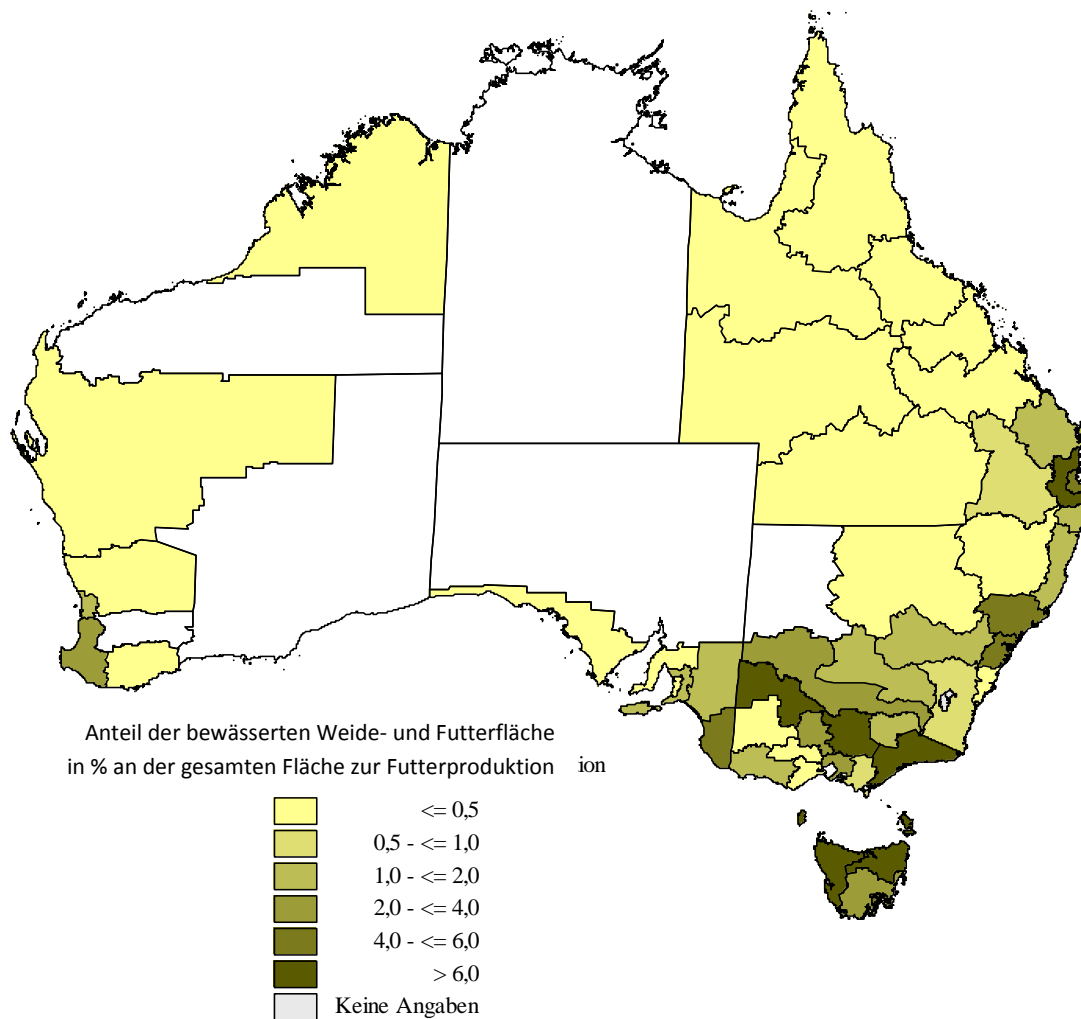 Anteil der bewässerten Weide- und Futterfläche
in % an der gesamten Fläche zur Futterproduktion ion
<= 0,5
0,5 - <= 1,0
1,0 - <= 2,0
2,0 - <= 4,0
4,0 - <= 6,0
> 6,0
Keine Angaben